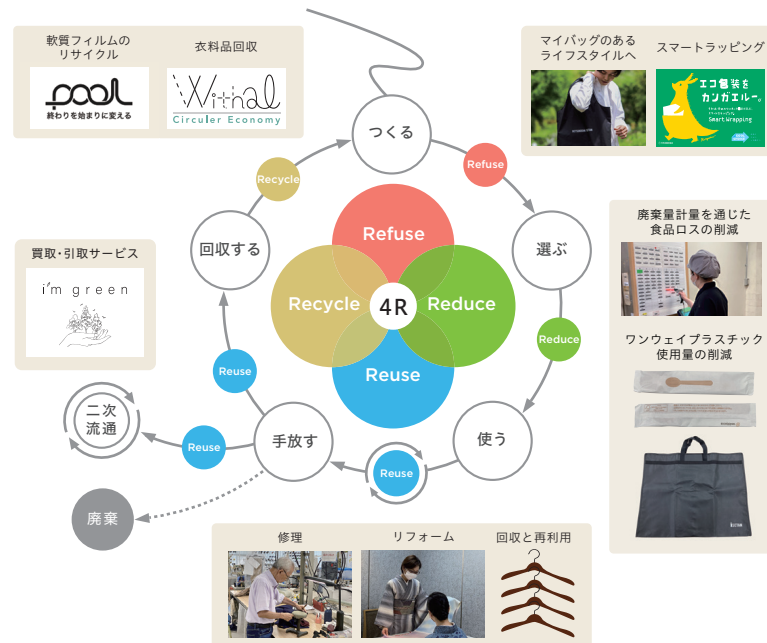 軟質フィルムの
リサイクル
pool
終わりを始まりに変える
衣料品回収
Withal
Circuler Economy
マイバッグのある
ライフスタイルへ
スマートラッピング
エコ包装を
カンガエルー。
Smart Wrapping
つくる
Recycle
Refuse
回収する
選ぶ
Refuse
Recycle
4R
Reduce
Reuse
買取・引取サービス
i'm green
廃棄量計量を通じた
食品ロスの削減
Reduce
ワンウェイプラスチック
使用量の削減
Reuse
二次
流通
Reuse
手放す
Reuse
使う
廃棄
修理
リフォーム
回収と再利用